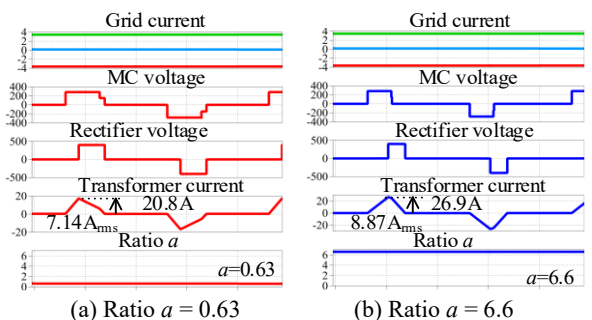 Grid current
4
2
0
-2
-4
MC voltage
400
200
0
-200
-400
Rectifier voltage
500
0
-500
Transformer current
20
0
-20
20.8A
7.14Arms
Ratio a
6
4
2
0
a=0.63
(a) Ratio a = 0.63
Grid current
4
2
0
-2
-4
MC voltage
400
200
0
-200
-400
Rectifier voltage
500
0
-500
Transformer current
20
0
-20
26.9A
8.87Arms
Ratio a
6
4
2
0
a=6.6
(b) Ratio a = 6.6